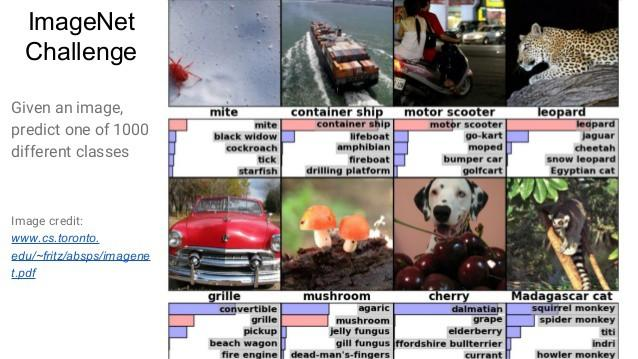 ImageNet
Challenge
Given an image,
predict one of 1000
different classes
Image credit:
www.cs.toronto.
edu/~fritz/absps/imagene
t.pdf
mite
container ship
motor scooter
leopard
mite
black widow
cockroach
tick
starfish
container ship
lifeboat
amphibian
fireboat
drilling platform
motor scooter
go-kart
moped
bumper car
golfcart
leopard
jaguar
cheetah
snow leopard
Egyptian cat
grille
mushroom
cherry
Madagascar cat
convertible
grille
pickup
beach wagon
fire engine
agaric
mushroom
jelly fungus
gill fungus
dead-man's-fingers
dalmatian
grape
elderberry
ffordshire bullterrier
currant
squirrel monkey
spider monkey
titi
indri
howler monkey